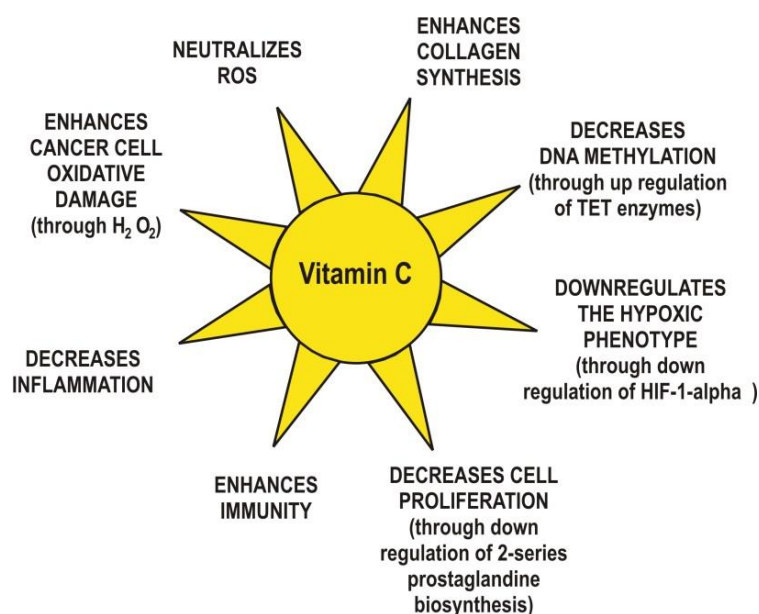 NEUTRALIZES
ROS
ENHANCES
COLLAGEN
SYNTHESIS
ENHANCES
CANCER CELL
OXIDATIVE
DAMAGE
(through H₂ O₂)
DECREASES
DNA METHYLATION
(through up regulation
of TET enzymes)
Vitamin C
DOWNREGULATES
THE HYPOXIC
PHENOTYPE
(through down
regulation of HIF-1-alpha )
DECREASES
INFLAMMATION
ENHANCES
IMMUNITY
DECREASES CELL
PROLIFERATION
(through down
regulation of 2-series
prostaglandine
biosynthesis)